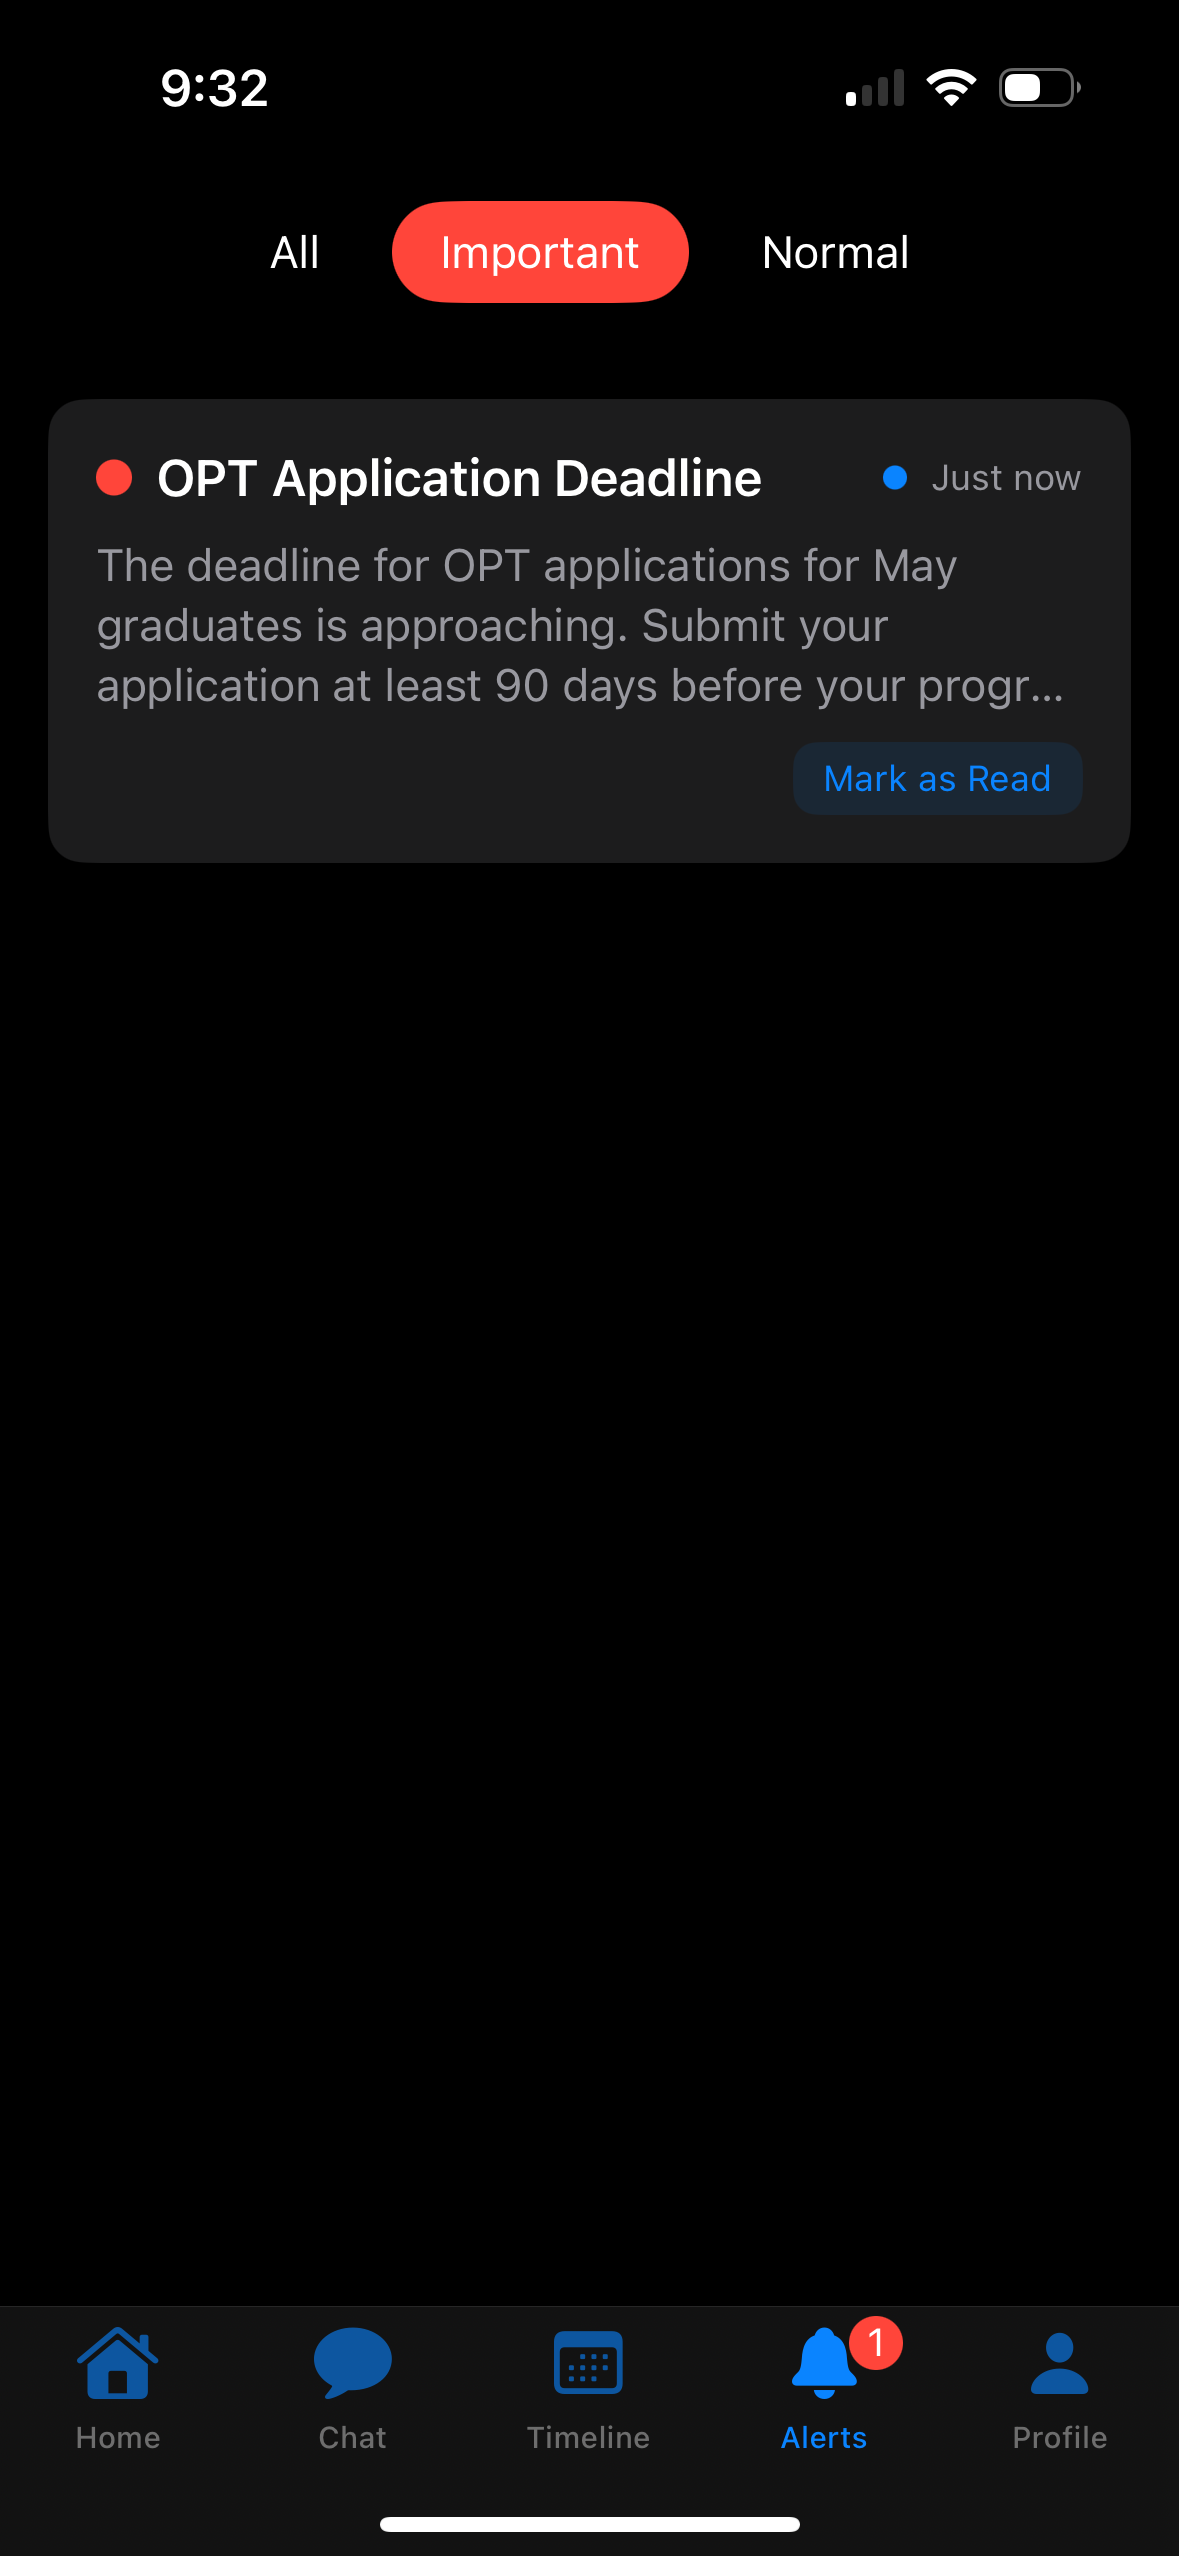 9:32
All
Important
Normal
OPT Application Deadline
Just now
The deadline for OPT applications for May
graduates is approaching. Submit your
application at least 90 days before your progr...
Mark as Read
1
Home
Chat
Timeline
Alerts
Profile